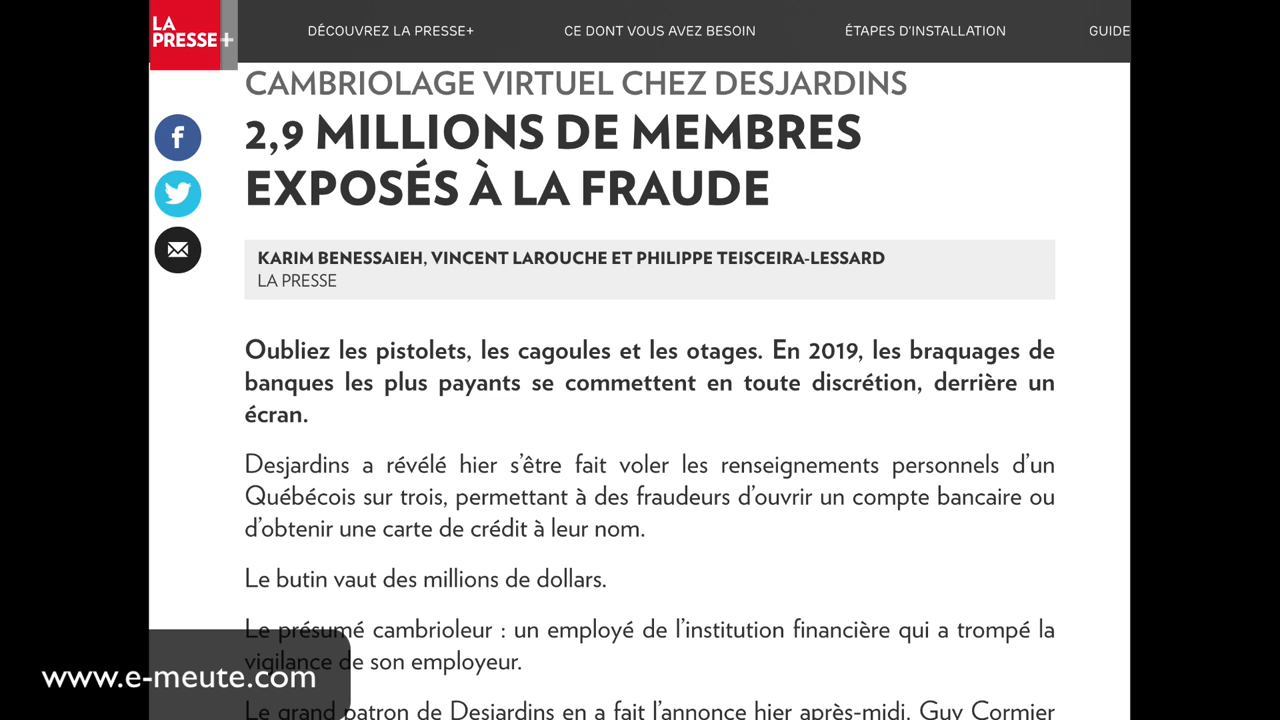 LA
PRESSE+
DÉCOUVREZ LA PRESSE+ CE DONT VOUS AVEZ BESOIN ÉTAPES D'INSTALLATION GUIDE
CAMBRIOLAGE VIRTUEL CHEZ DESJARDINS
2,9 MILLIONS DE MEMBRES
EXPOSÉS À LA FRAUDE
KARIM BENESSAIEH, VINCENT LAROUCHE ET PHILIPPE TEISCEIRA-LESSARD
LA PRESSE
Oubliez les pistolets, les cagoules et les otages. En 2019, les braquages de
banques les plus payants se commettent en toute discrétion, derrière un
écran.
Desjardins a révélé hier s'être fait voler les renseignements personnels d'un
Québécois sur trois, permettant à des fraudeurs d'ouvrir un compte bancaire ou
d'obtenir une carte de crédit à leur nom.
Le butin vaut des millions de dollars.
Le présumé cambrioleur : un employé de l'institution financière qui a trompé la
vigilance de son employeur.
www.e-meute.com
Le grand patron de Desjardins en a fait l'annonce hier après-midi. Guy Cormier